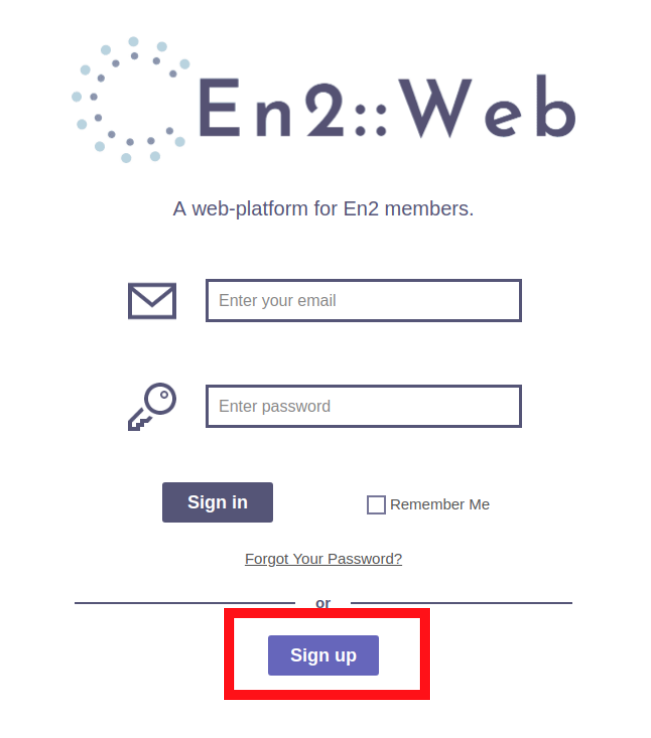 En2::Web
A web-platform for En2 members.
Enter your email
Enter password
Sign in
Remember Me
Forgot Your Password?
or
Sign up